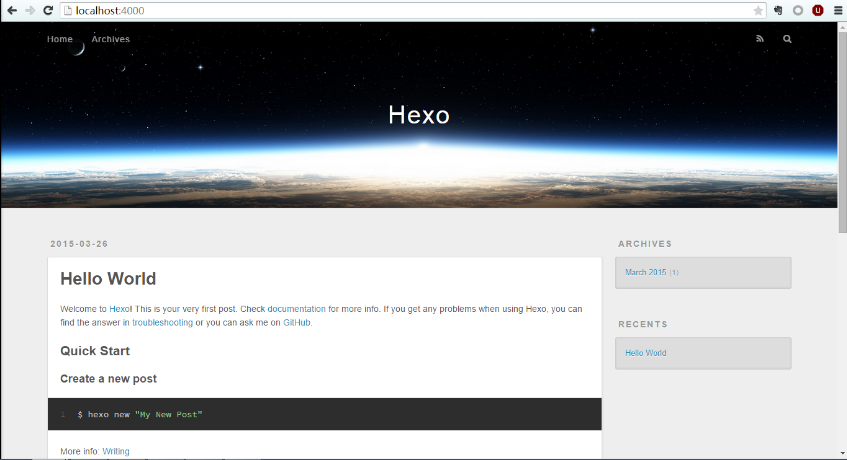 localhost:4000
Home Archives
Hexo
2015-03-26
Hello World
Welcome to Hexo! This is your very first post. Check documentation for more info. If you get any problems when using Hexo, you can
find the answer in troubleshooting or you can ask me on GitHub.
Quick Start
Create a new post
1 $ hexo new "My New Post"
More info: Writing
ARCHIVES
March 2015 (1)
RECENTS
Hello World